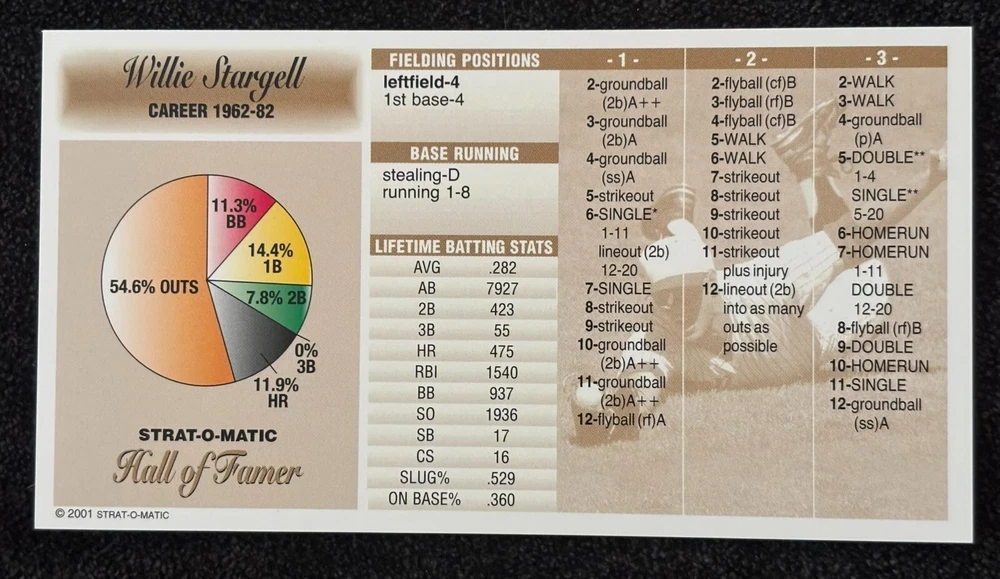 Willie Stargell
CAREER 1962-82
11.3%
BB
14.4%
1B
54.6% OUTS
7.8% 2B
0%
3B
11.9%
HR
STRAT-O-MATIC
Hall of Famer
© 2001 STRAT-O-MATIC
FIELDING POSITIONS
leftfield-4
1st base-4
BASE RUNNING
stealing-D
running 1-8
LIFETIME BATTING STATS
AVG .282
AB 7927
2B 423
3B 55
HR 475
RBI 1540
BB 937
SO 1936
SB 17
CS 16
SLUG% .529
ON BASE% .360
- 1 -
2-groundball
(2b)A++
3-groundball
(2b)A
4-groundball
(ss)A
5-strikeout
6-SINGLE*
1-11
lineout (2b)
12-20
7-SINGLE
8-strikeout
9-strikeout
10-groundball
(2b)A++
11-groundball
(2b)A++
12-flyball (rf)A
- 2 -
2-flyball (cf)B
3-flyball (rf)B
4-flyball (cf)B
5-WALK
6-WALK
7-strikeout
8-strikeout
9-strikeout
10-strikeout
11-strikeout
plus injury
12-lineout (2b)
into as many
outs as
possible
- 3 -
2-WALK
3-WALK
4-groundball
(p)A
5-DOUBLE**
1-4
SINGLE**
5-20
6-HOMERUN
7-HOMERUN
1-11
DOUBLE
12-20
8-flyball (rf)B
9-DOUBLE
10-HOMERUN
11-SINGLE
12-groundball
(ss)A